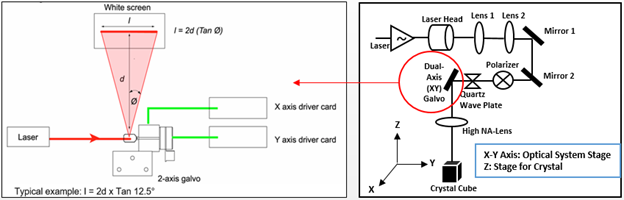 White screen
l
l = 2d (Tan Ø)
d
Ø
X axis driver card
Y axis driver card
Laser
2-axis galvo
Typical example: l = 2d x Tan 12.5°
Laser Head
Lens 1
Lens 2
Mirror 1
Laser
Dual-
Axis
(XY)
Galvo
Polarizer
Mirror 2
Quartz
Wave Plate
High NA-Lens
Z
Y
X
Crystal Cube
X-Y Axis: Optical System Stage
Z: Stage for Crystal